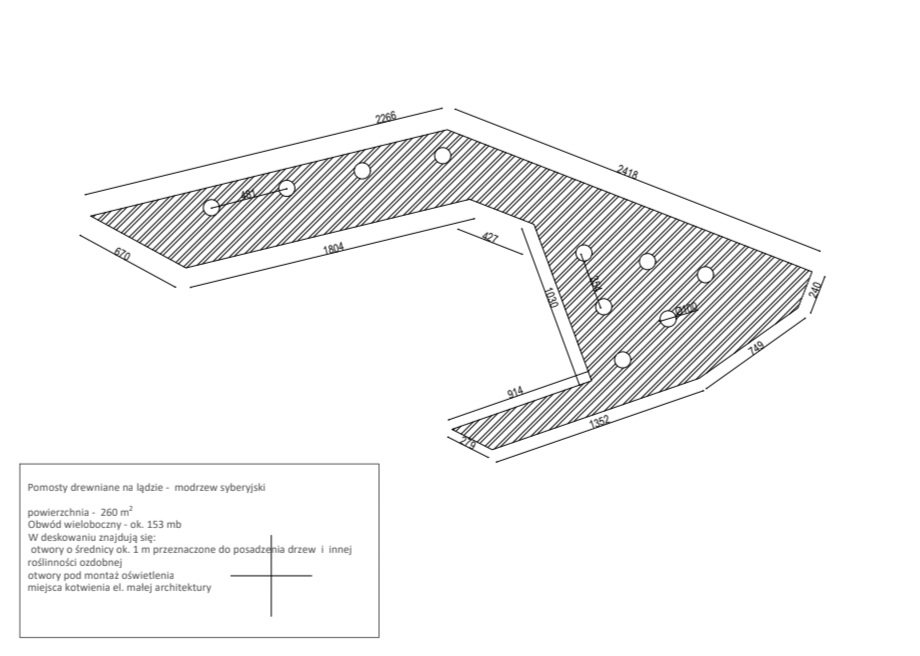 2266
2418
481
670
1804
427
354
240
1030
Ø100
749
914
1352
279
Pomosty drewniane na lądzie - modrzew syberyjski
powierzchnia - 260 m²
Obwód wieloboczny - ok. 153 mb
W deskowaniu znajdują się:
otwory o średnicy ok. 1 m przeznaczone do posadzenia drzew i innej
roślinności ozdobnej
otwory pod montaż oświetlenia
miejsca kotwienia el. małej architektury